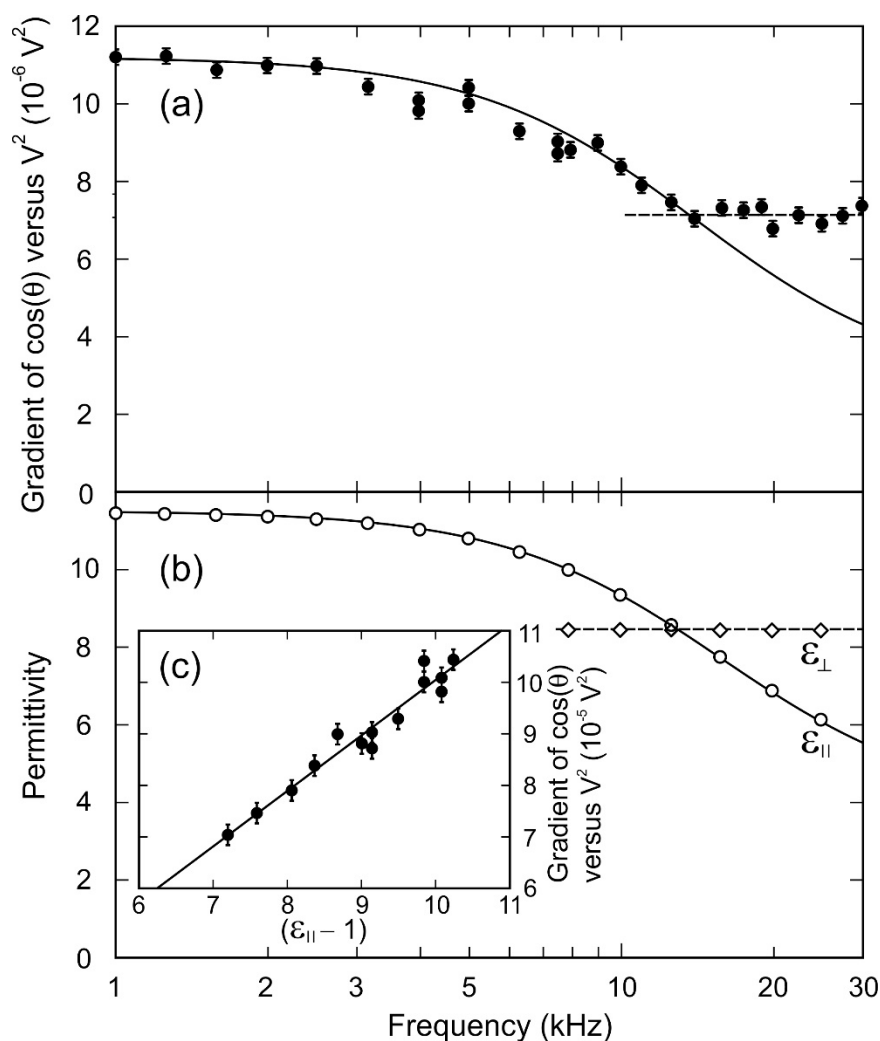 12
10
8
6
4
2
0
Gradient of cos(θ) versus V² (10⁻⁶ V²)
(a)
10
8
6
4
2
0
Permittivity
(b)
ε⊥
ε||
(c)
11
10
9
8
7
6
Gradient of cos(θ)
versus V² (10⁻⁵ V²)
6 7 8 9 10 11
(ε|| – 1)
1 2 3 5 10 20 30
Frequency (kHz)